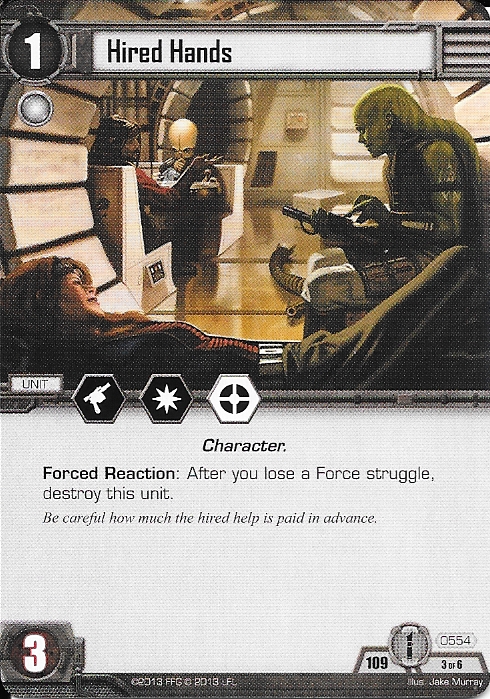 1
Hired Hands
UNIT
Character.
Forced Reaction: After you lose a Force struggle,
destroy this unit.
Be careful how much the hired help is paid in advance.
3
0554
109
3 OF 6
©2013 FFG © 2013 LFL
Illus. Jake Murray